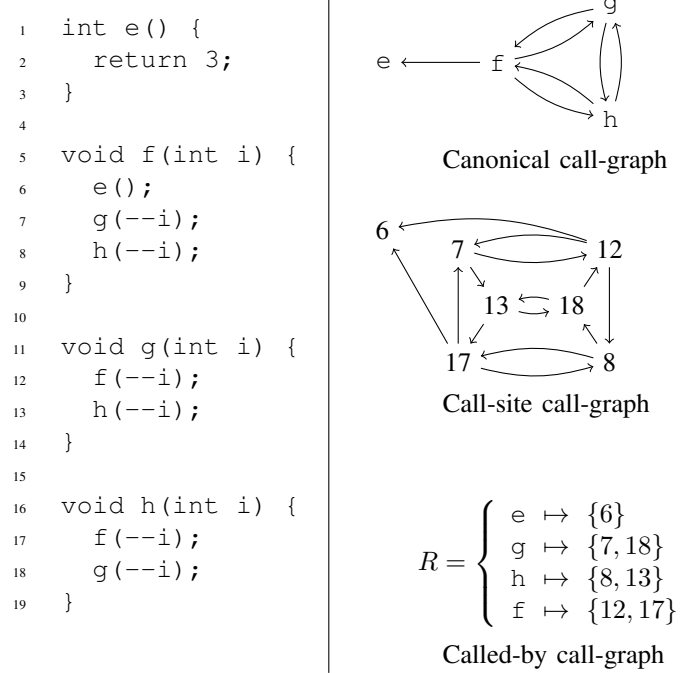 1 int e() {
2 return 3;
3 }
4
5 void f(int i) {
6 e();
7 g(--i);
8 h(--i);
9 }
10
11 void g(int i) {
12 f(--i);
13 h(--i);
14 }
15
16 void h(int i) {
17 f(--i);
18 g(--i);
19 }
g
e f
h
Canonical call-graph
6
7 12
13 18
17 8
Call-site call-graph
e ↦ {6}
g ↦ {7, 18}
R = {
h ↦ {8, 13}
f ↦ {12, 17}
Called-by call-graph